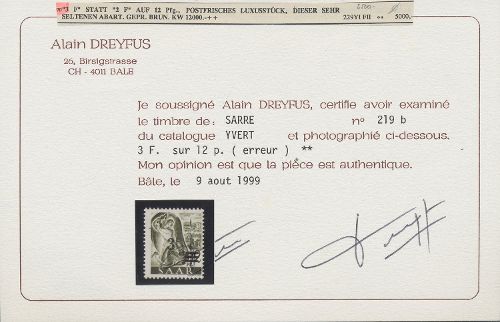 "3 F" STATT "2 F" AUF 12 Pfg., POSTFRISCHES LUXUSSTÜCK, DIESER SEHR
SELTENEN ABART. GEPR. BRUN. KW 12000.-++ 229YI FII ** 5000,
Alain DREYFUS
26, Birsigstrasse
CH - 4011 BALE
Je soussigné Alain DREYFUS, certifie avoir examiné
le timbre de: SARRE no 219 b
du catalogue YVERT et photographié ci-dessous.
3 F. sur 12 p. ( erreur ) **
Mon opinion est que la pièce est authentique.
Bâle, le 9 aout 1999
SAAR